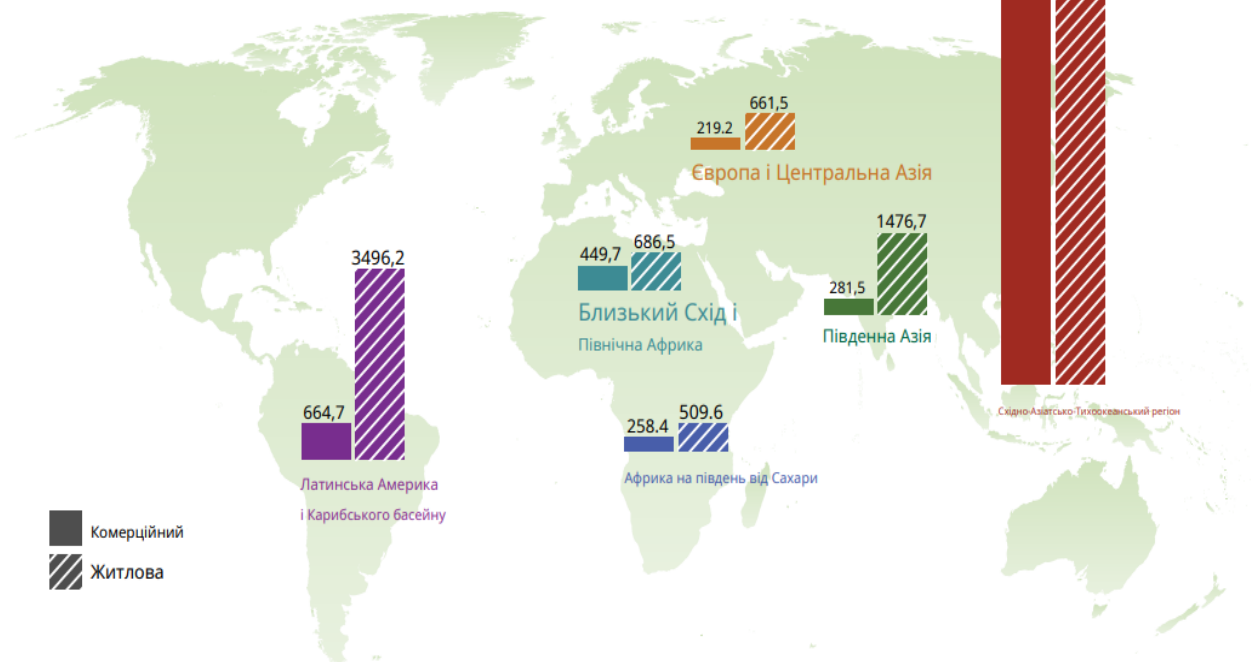 661,5
219.2
Європа і Центральна Азія
1476,7
281,5
Південна Азія
686,5
449,7
Близький Схід і
Північна Африка
3496,2
664,7
Латинська Америка
і Карибського басейну
509.6
258.4
Африка на південь від Сахари
Східно-Азіатсько-Тихоокеанський регіон
Комерційний
Житлова